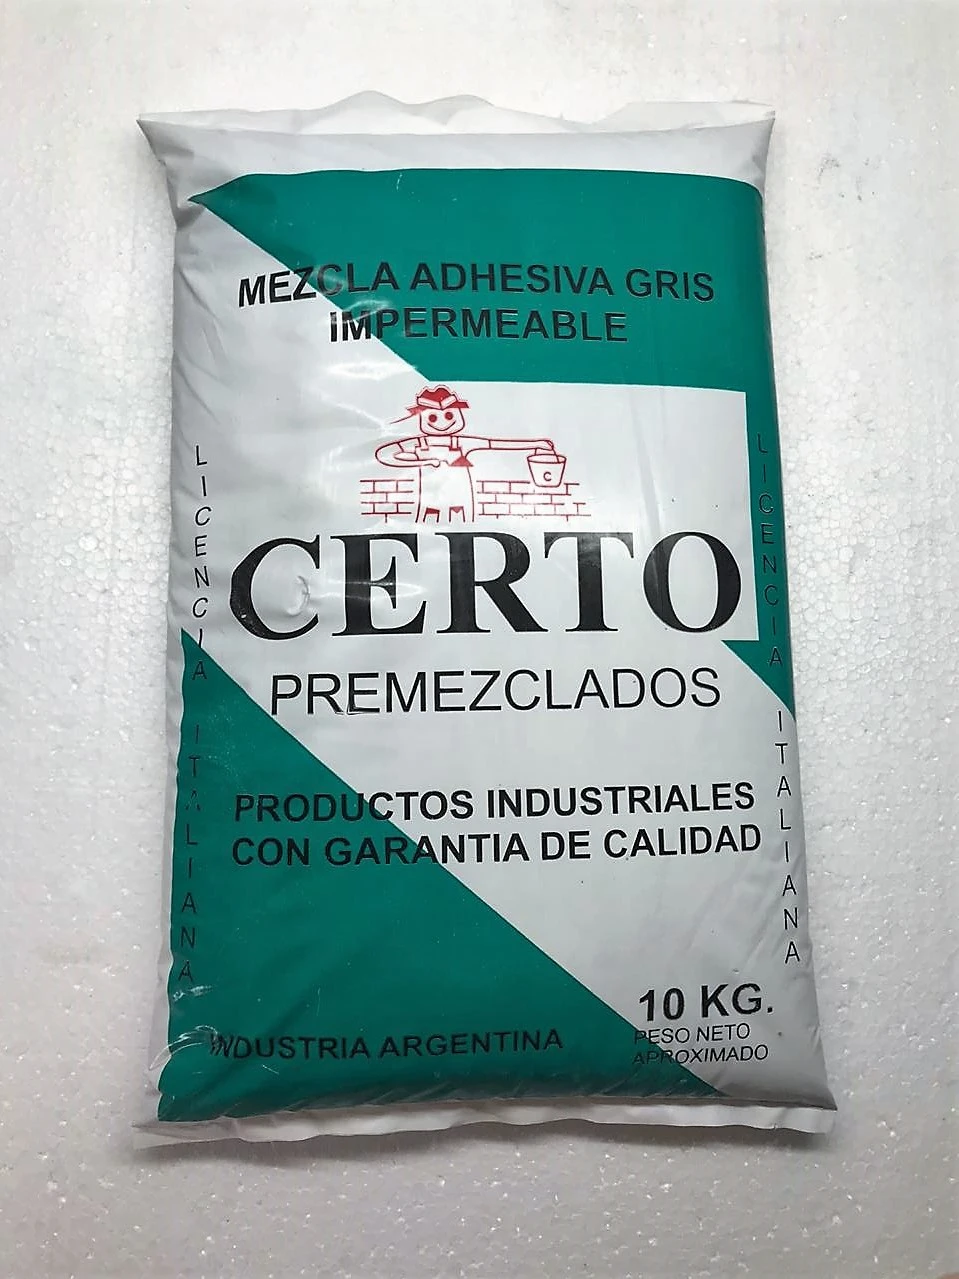 MEZCLA ADHESIVA GRIS
IMPERMEABLE
C
CERTO
PREMEZCLADOS
PRODUCTOS INDUSTRIALES
CON GARANTIA DE CALIDAD
LICENCIA ITALIANA
LICENCIA ITALIANA
10 KG.
PESO NETO
APROXIMADO
INDUSTRIA ARGENTINA